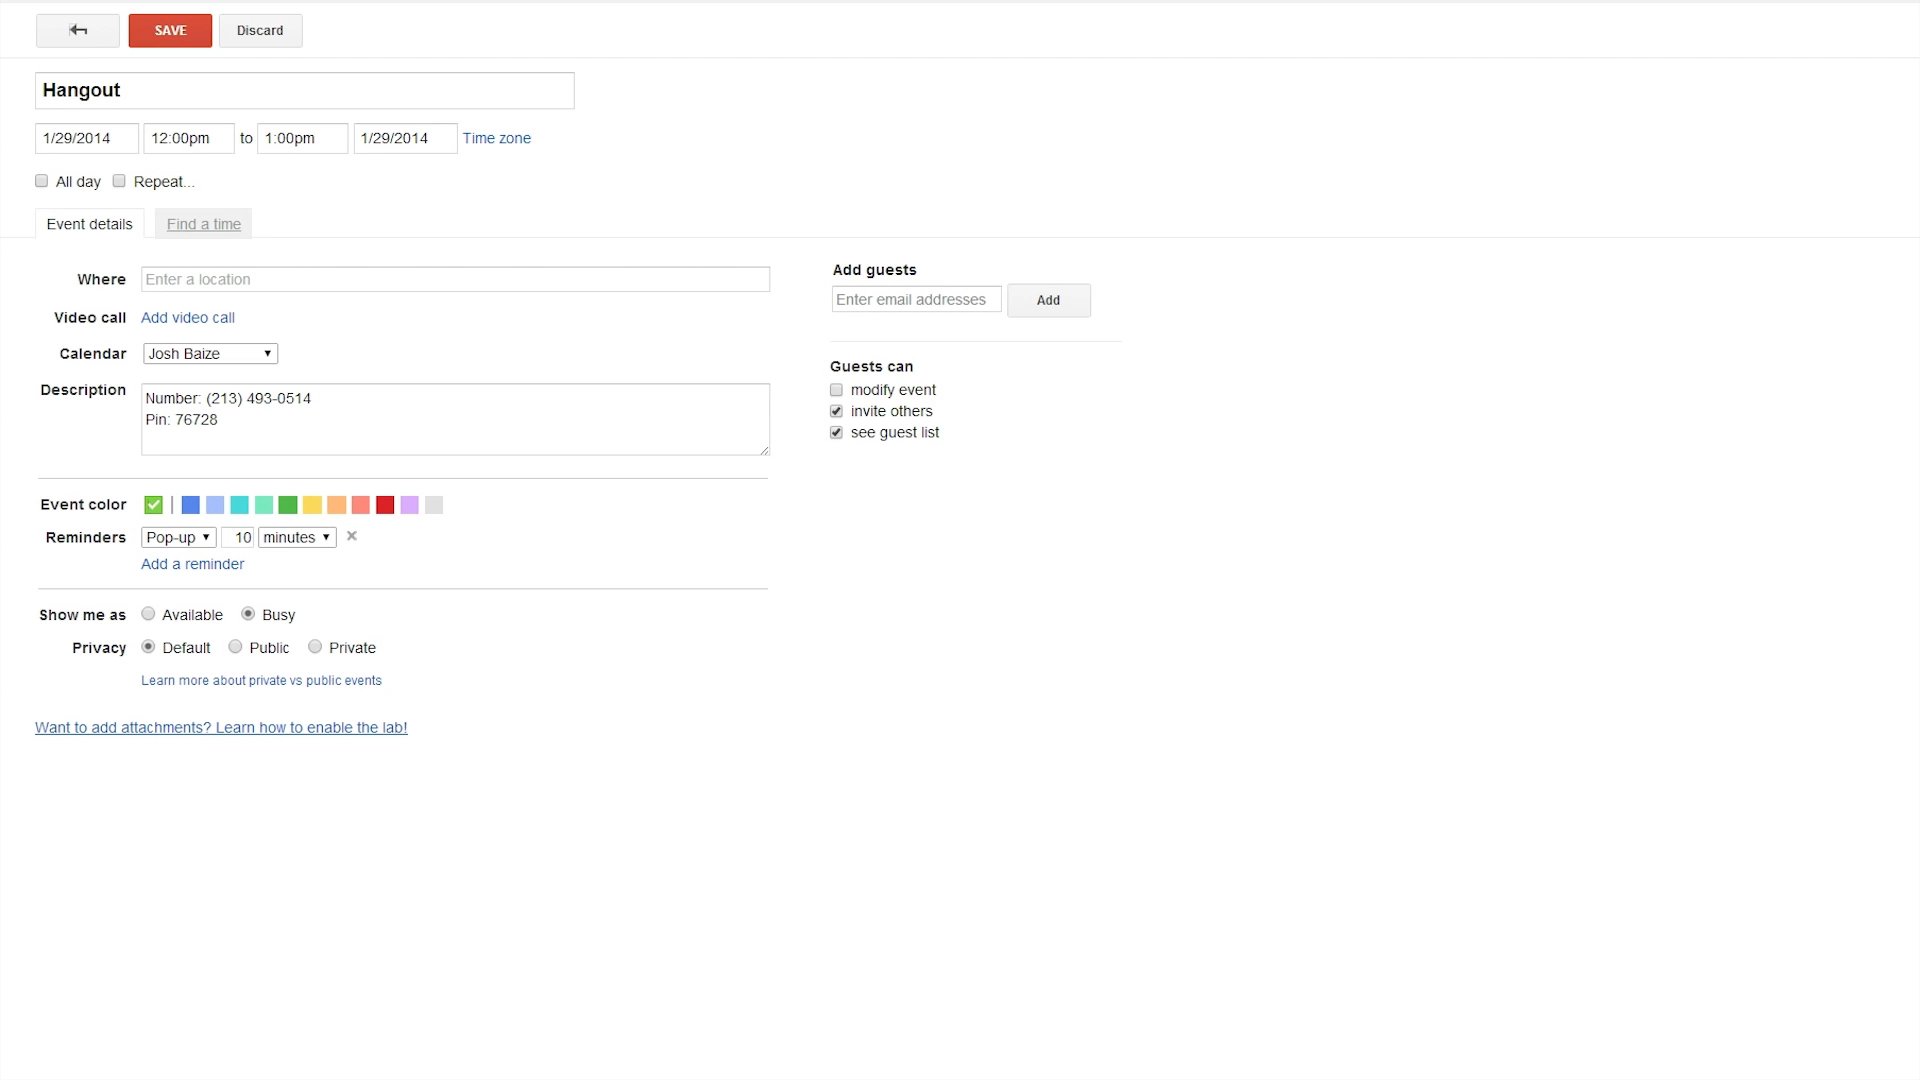 SAVE Discard
Hangout
1/29/2014 12:00pm to 1:00pm 1/29/2014 Time zone
All day Repeat...
Event details Find a time
Where Enter a location
Video call Add video call
Calendar Josh Baize
Description Number: (213) 493-0514
Pin: 76728
Event color
Reminders Pop-up 10 minutes
Add a reminder
Show me as Available Busy
Privacy Default Public Private
Learn more about private vs public events
Want to add attachments? Learn how to enable the lab!
Add guests
Enter email addresses Add
Guests can
modify event
invite others
see guest list